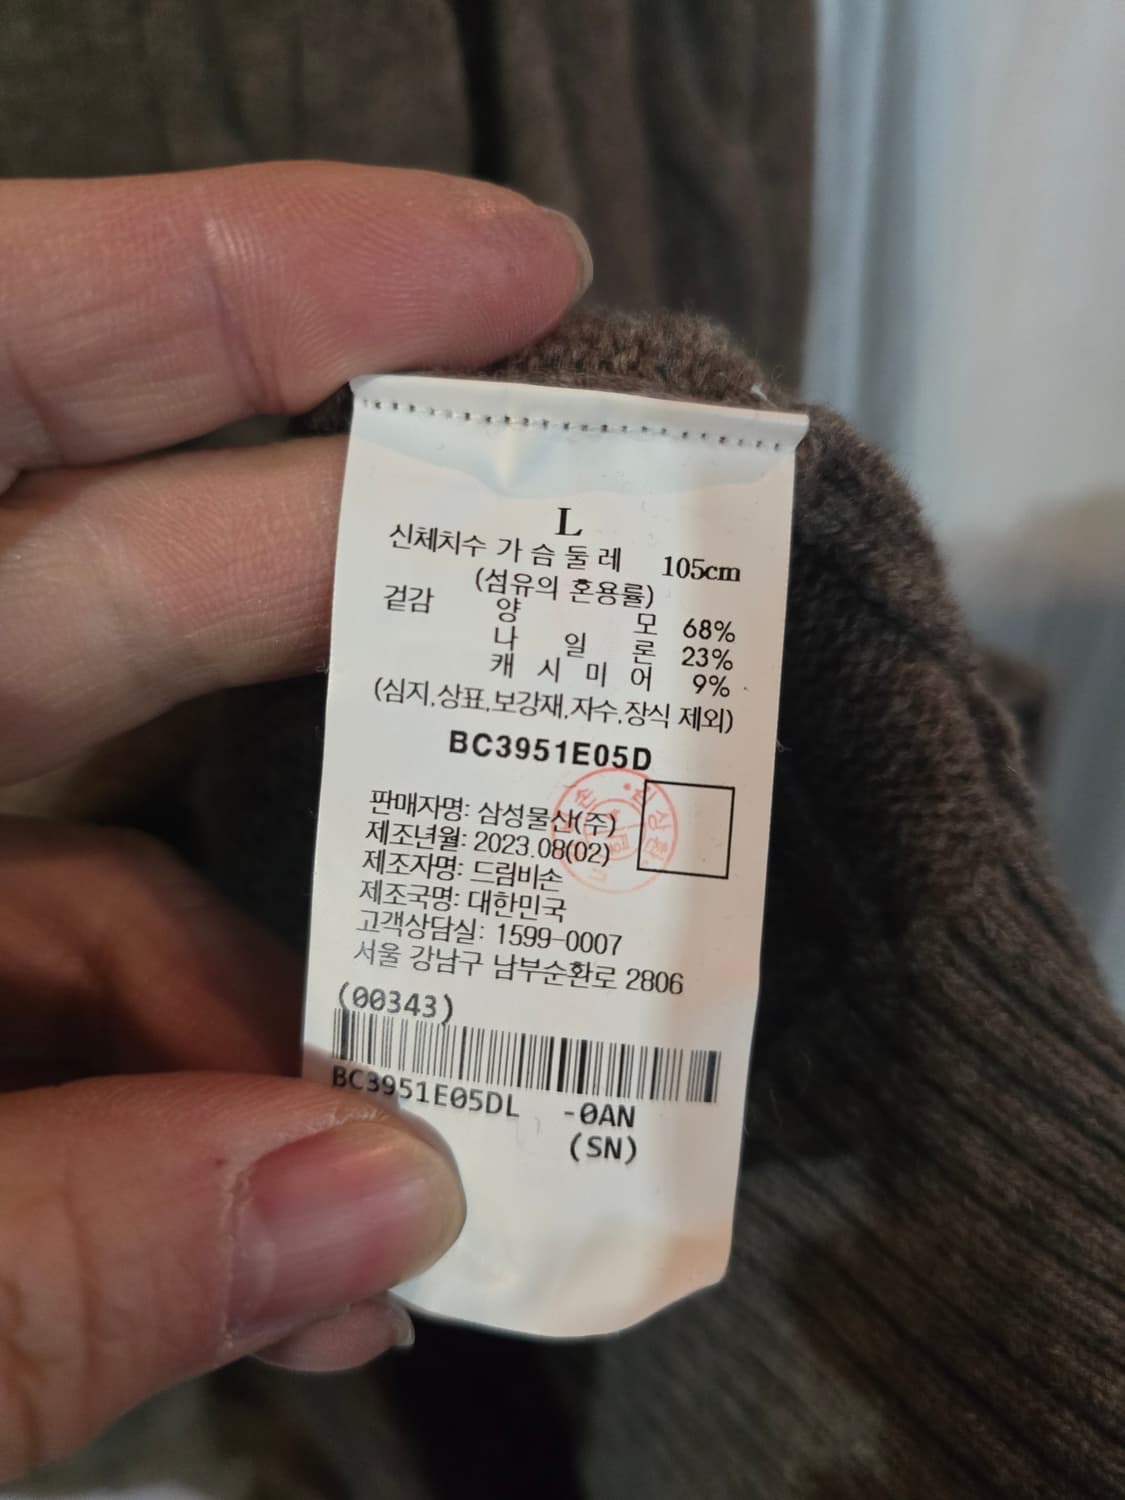 L
신체치수 가슴둘레 105cm
(섬유의 혼용률)
겉감 양모 68%
나일론 23%
캐시미어 9%
(심지,상표,보강재,자수,장식 제외)
BC3951E05D
판매자명: 삼성물산(주)
제조년월: 2023.08(02)
제조자명: 드림비손
제조국명: 대한민국
고객상담실: 1599-0007
서울 강남구 남부순환로 2806
(00343)
BC3951E05DL -0AN
(SN)